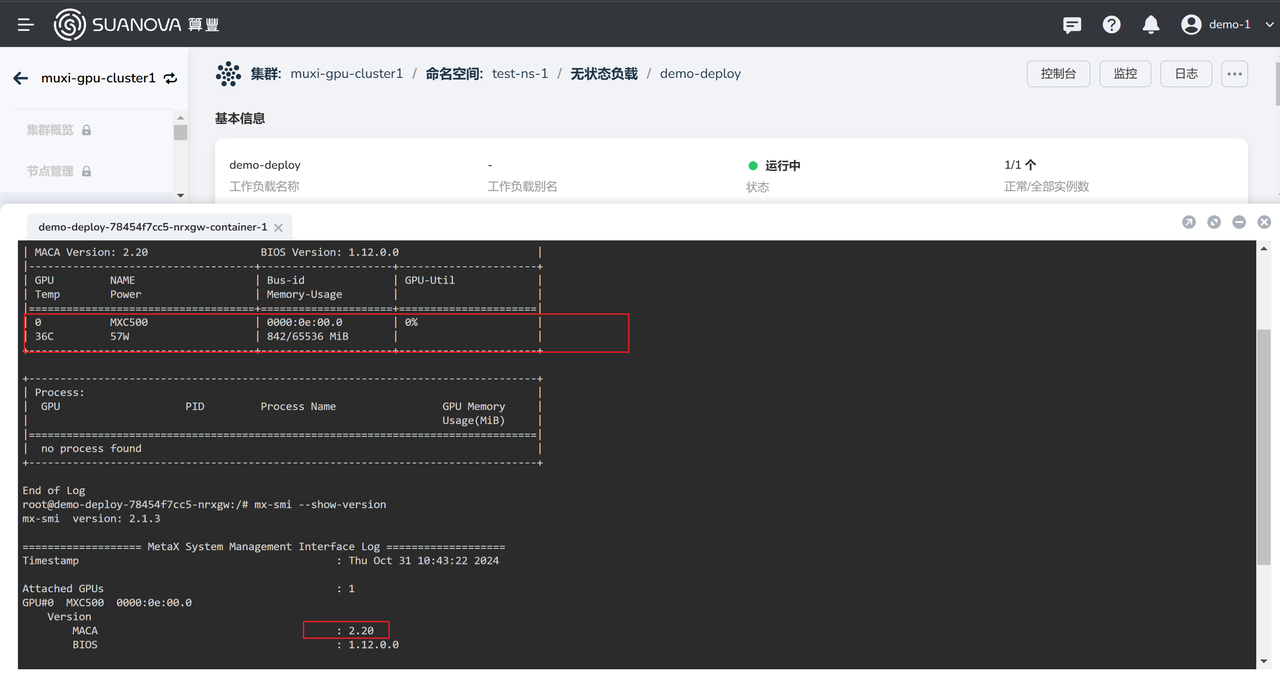 SUANOVA 算豐
demo-1
muxi-gpu-cluster1
集群: muxi-gpu-cluster1 / 命名空间: test-ns-1 / 无状态负载 / demo-deploy
控制台 监控 日志
集群概览
节点管理
基本信息
demo-deploy - 运行中 1/1 个
工作负载名称 工作负载别名 状态 正常/全部实例数
demo-deploy-78454f7cc5-nrxgw-container-1
| MACA Version: 2.20 BIOS Version: 1.12.0.0 |
|------------------------------------+---------------------+----------------------+
| GPU NAME | Bus-id | GPU-Util |
| Temp Power | Memory-Usage | |
|====================================+=====================+======================|
| 0 MXC500 | 0000:0e:00.0 | 0% |
| 36C 57W | 842/65536 MiB | |
+------------------------------------+---------------------+----------------------+
+---------------------------------------------------------------------------------+
| Process: |
| GPU PID Process Name GPU Memory |
| Usage(MiB) |
|=================================================================================|
| no process found |
+---------------------------------------------------------------------------------+
End of Log
root@demo-deploy-78454f7cc5-nrxgw:/# mx-smi --show-version
mx-smi version: 2.1.3
=================== MetaX System Management Interface Log ===================
Timestamp : Thu Oct 31 10:43:22 2024
Attached GPUs : 1
GPU#0 MXC500 0000:0e:00.0
Version
MACA : 2.20
BIOS : 1.12.0.0